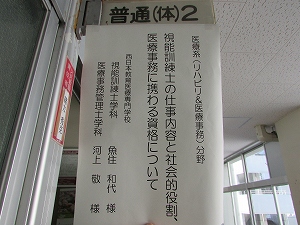 普通(体)2
医療系(リハビリ&医療事務)分野
視能訓練士の仕事内容と社会的役割、
医療事務に携わる資格について
西日本教育医療専門学校
視能訓練士学科　魚住 和代 様
医療事務管理士学科　河上 敬 様